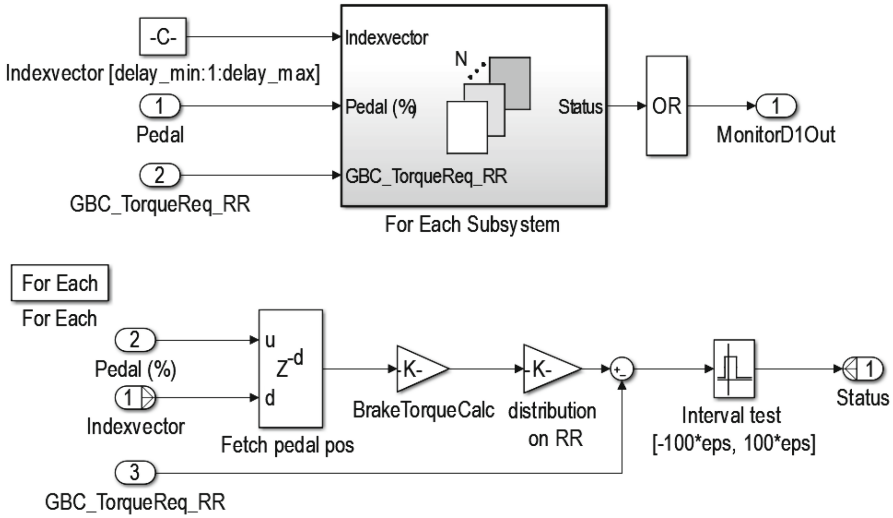 -C-
Indexvector [delay_min:1:delay_max]
1
Pedal
2
GBC_TorqueReq_RR
Indexvector
Pedal (%)
GBC_TorqueReq_RR
N
Status
For Each Subsystem
OR
1
MonitorD1Out
For Each
For Each
2
Pedal (%)
1
Indexvector
3
GBC_TorqueReq_RR
u
Z-d
d
Fetch pedal pos
-K-
BrakeTorqueCalc
-K-
distribution
on RR
+
-
Interval test
[-100*eps, 100*eps]
1
Status